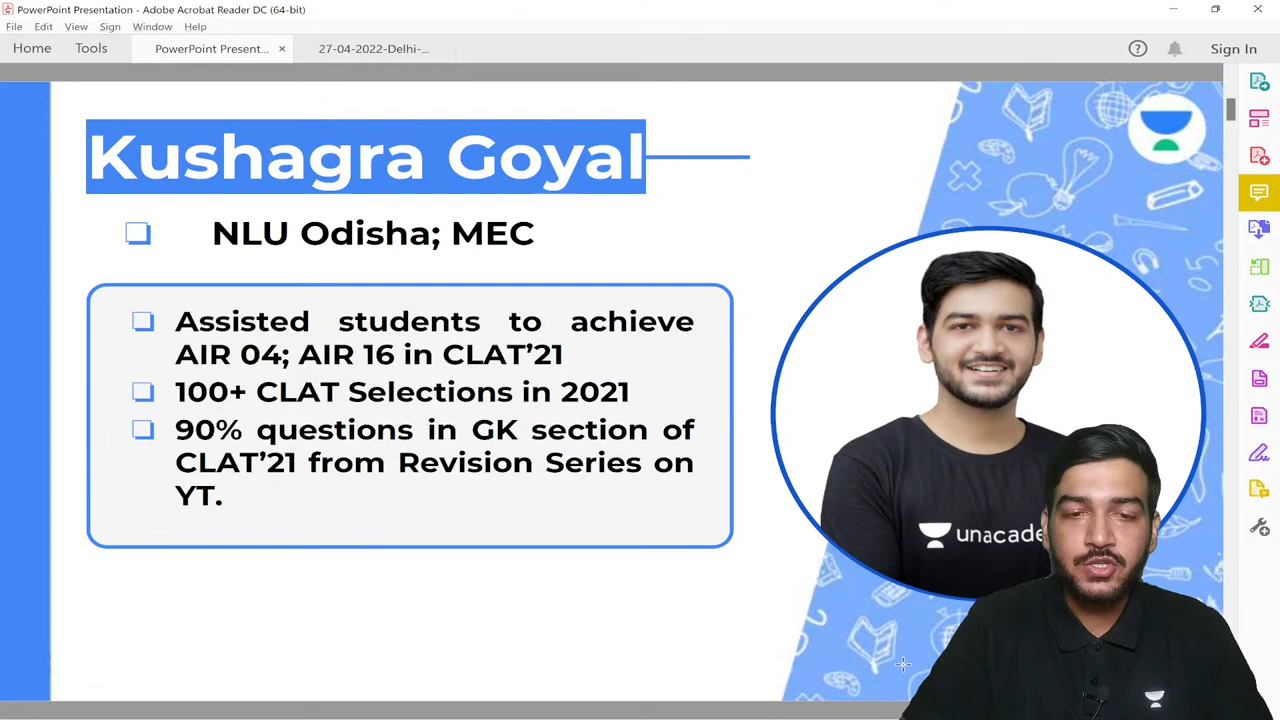 PowerPoint Presentation - Adobe Acrobat Reader DC (64-bit)
File Edit View Sign Window Help
Home Tools PowerPoint Present... × 27-04-2022-Delhi-... Sign In
Kushagra Goyal
NLU Odisha; MEC
Assisted students to achieve
AIR 04; AIR 16 in CLAT’21
100+ CLAT Selections in 2021
90% questions in GK section of
CLAT’21 from Revision Series on
YT.
unacade